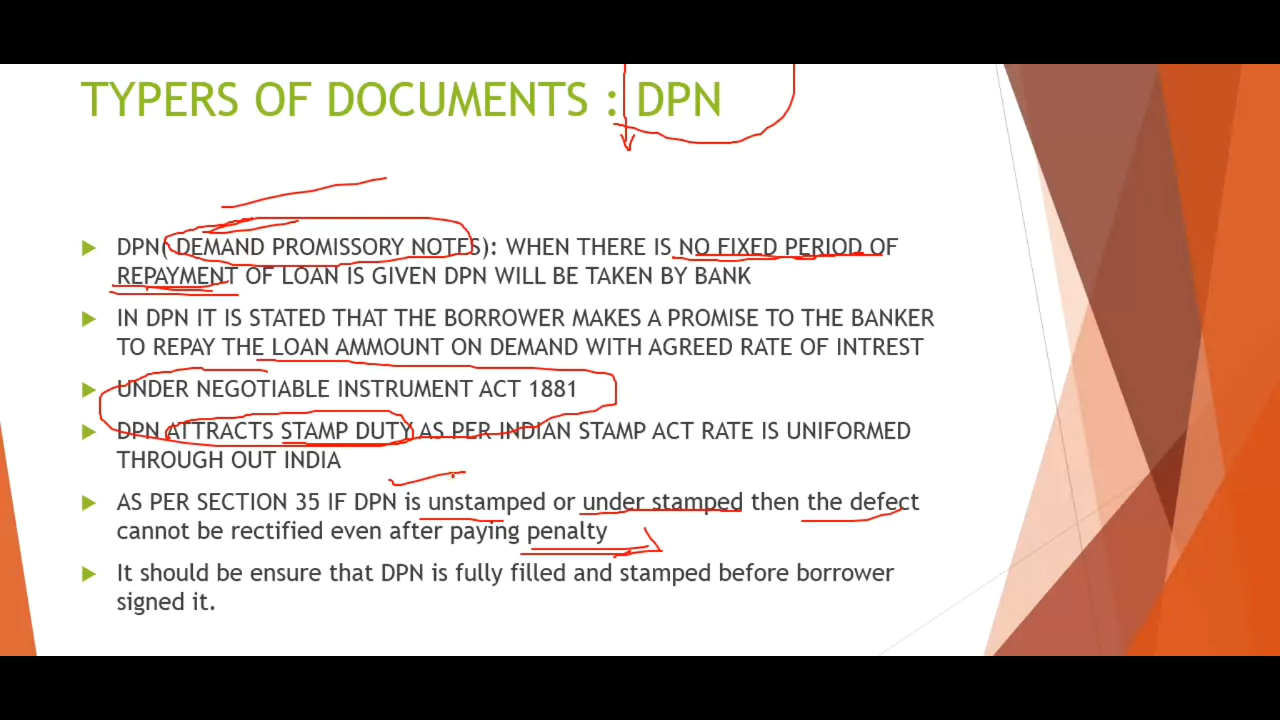 TYPERS OF DOCUMENTS : DPN
DPN( DEMAND PROMISSORY NOTES): WHEN THERE IS NO FIXED PERIOD OF
REPAYMENT OF LOAN IS GIVEN DPN WILL BE TAKEN BY BANK
IN DPN IT IS STATED THAT THE BORROWER MAKES A PROMISE TO THE BANKER
TO REPAY THE LOAN AMMOUNT ON DEMAND WITH AGREED RATE OF INTREST
UNDER NEGOTIABLE INSTRUMENT ACT 1881
DPN ATTRACTS STAMP DUTY AS PER INDIAN STAMP ACT RATE IS UNIFORMED
THROUGH OUT INDIA
AS PER SECTION 35 IF DPN is unstamped or under stamped then the defect
cannot be rectified even after paying penalty
It should be ensure that DPN is fully filled and stamped before borrower
signed it.